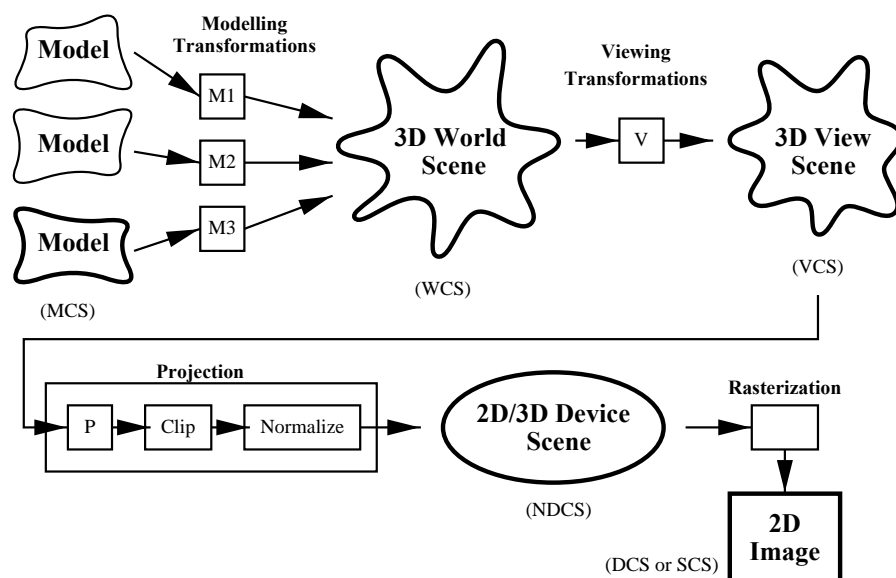 Modelling
Transformations
Model
M1
Model
M2
Model
M3
(MCS)
3D World
Scene
(WCS)
Viewing
Transformations
V
3D View
Scene
(VCS)
Projection
P
Clip
Normalize
2D/3D Device
Scene
(NDCS)
Rasterization
2D
Image
(DCS or SCS)